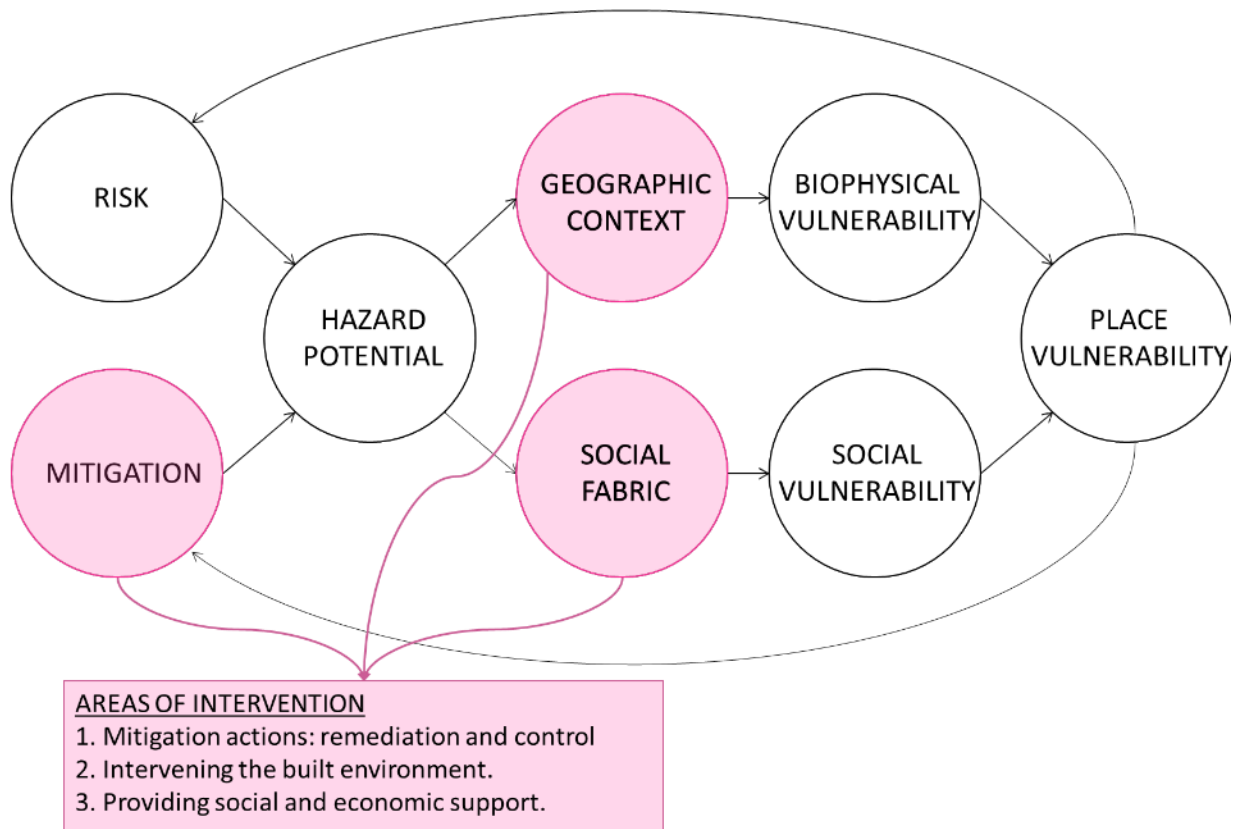 RISK
GEOGRAPHIC
CONTEXT
BIOPHYSICAL
VULNERABILITY
HAZARD
POTENTIAL
PLACE
VULNERABILITY
MITIGATION
SOCIAL
FABRIC
SOCIAL
VULNERABILITY
AREAS OF INTERVENTION
1. Mitigation actions: remediation and control
2. Intervening the built environment.
3. Providing social and economic support.